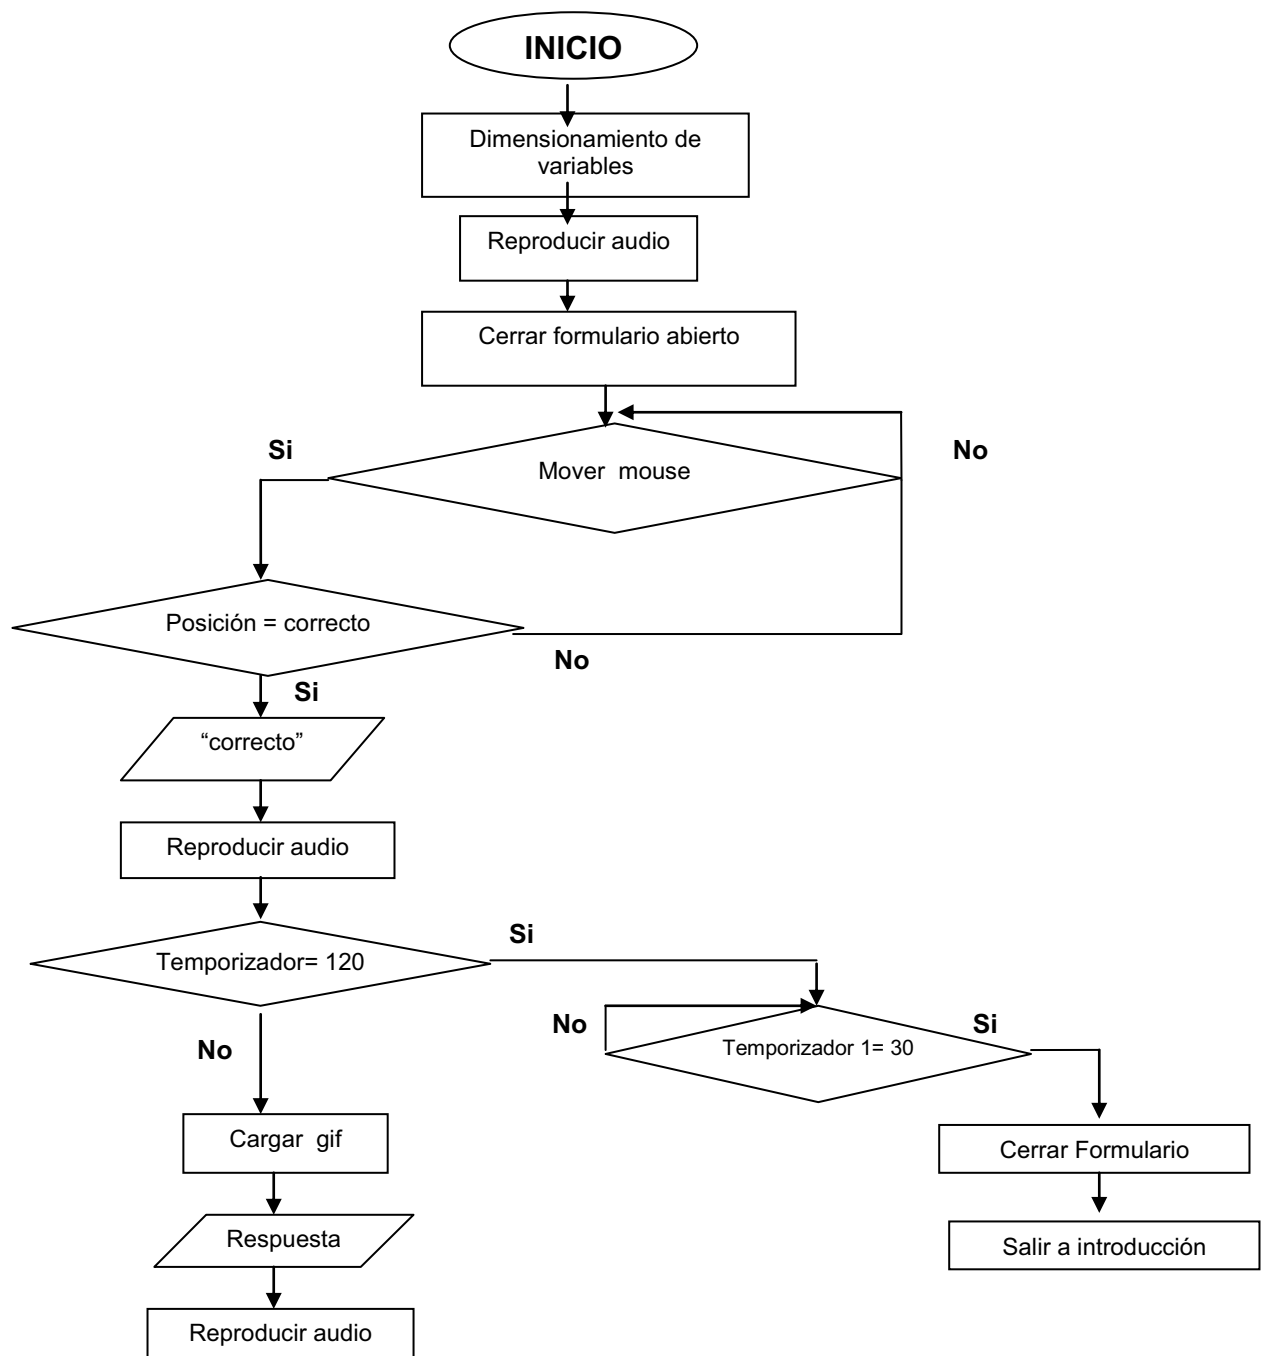 INICIO
Dimensionamiento de
variables
Reproducir audio
Cerrar formulario abierto
Si
No
Mover mouse
Posición = correcto
No
Si
“correcto”
Reproducir audio
Si
Temporizador= 120
No
Si
Temporizador 1= 30
No
Cargar gif
Cerrar Formulario
Respuesta
Salir a introducción
Reproducir audio